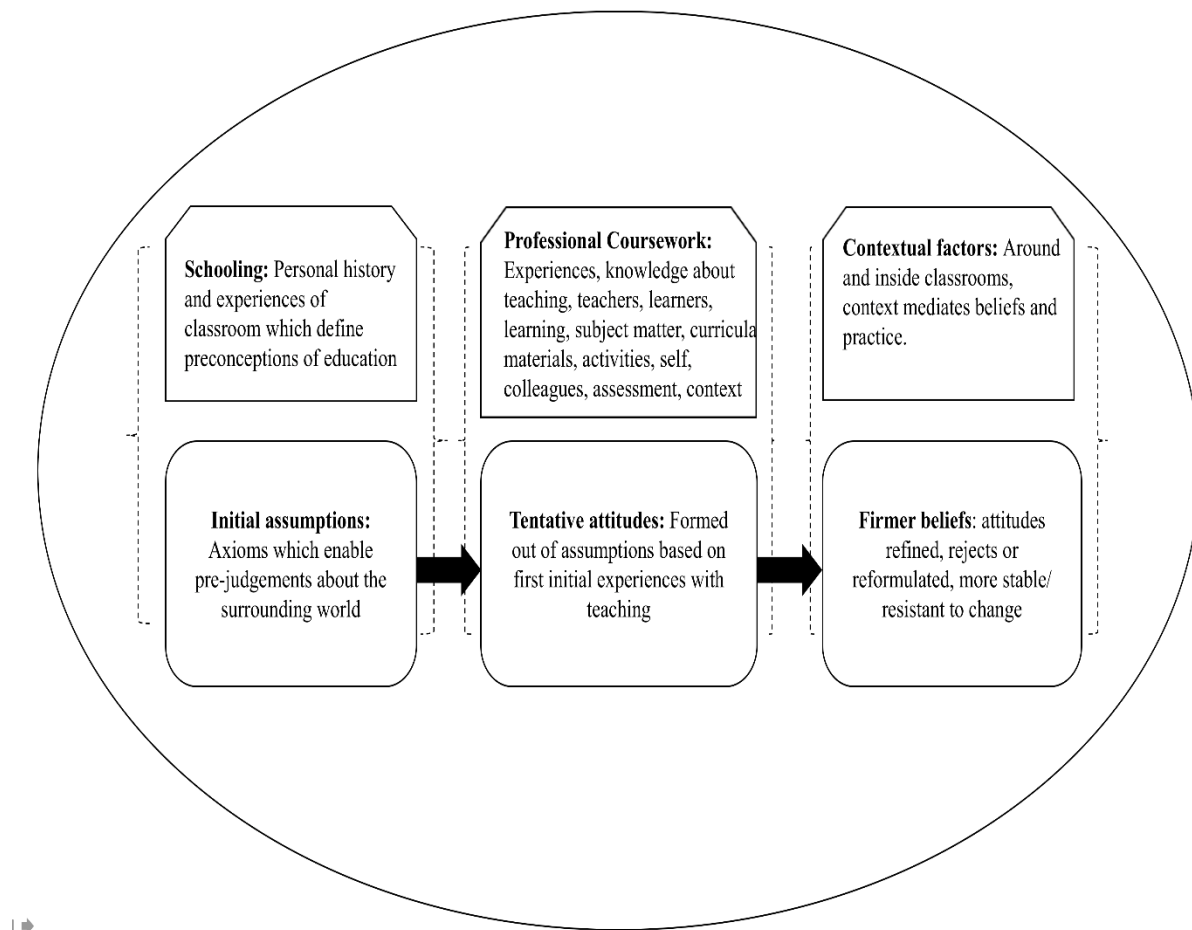 Schooling: Personal history
and experiences of
classroom which define
preconceptions of education
Professional Coursework:
Experiences, knowledge about
teaching, teachers, learners,
learning, subject matter, curricula
materials, activities, self,
colleagues, assessment, context
Contextual factors: Around
and inside classrooms,
context mediates beliefs and
practice.
Initial assumptions:
Axioms which enable
pre-judgements about the
surrounding world
Tentative attitudes: Formed
out of assumptions based on
first initial experiences with
teaching
Firmer beliefs: attitudes
refined, rejects or
reformulated, more stable/
resistant to change